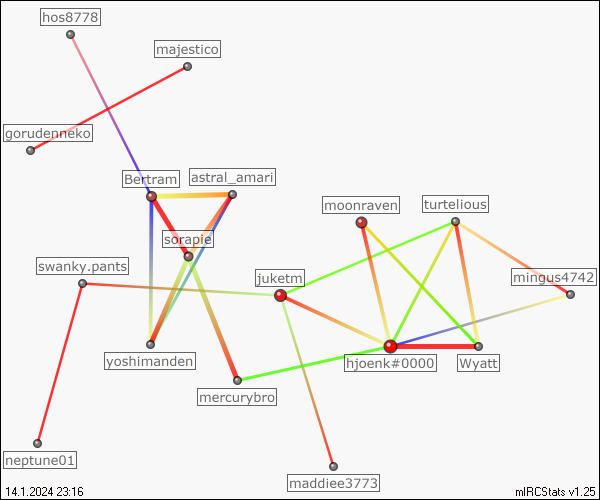 hos8778
majestico
gorudenneko
Bertram
astral_amari
moonraven
turtelious
sorapie
swanky.pants
juketm
mingus4742
yoshimanden
hjoenk#0000
Wyatt
mercurybro
neptune01
maddiee3773
14.1.2024 23:16
mIRCStats v1.25